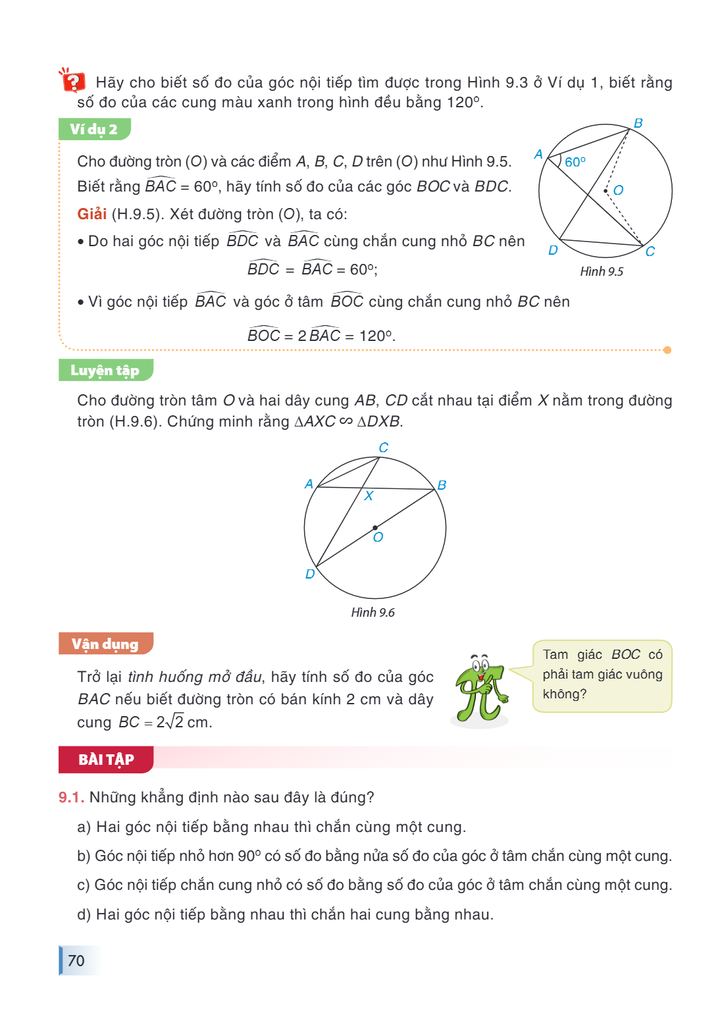 ? Hãy cho biết số đo của góc nội tiếp tìm được trong Hình 9.3 ở Ví dụ 1, biết rằng
số đo của các cung màu xanh trong hình đều bằng 120º.
Ví dụ 2
Cho đường tròn (O) và các điểm A, B, C, D trên (O) như Hình 9.5.
Biết rằng BAC = 60º, hãy tính số đo của các góc BOC và BDC.
Giải (H.9.5). Xét đường tròn (O), ta có:
• Do hai góc nội tiếp BDC và BAC cùng chắn cung nhỏ BC nên
BDC = BAC = 60º;
• Vì góc nội tiếp BAC và góc ở tâm BOC cùng chắn cung nhỏ BC nên
BOC = 2 BAC = 120º.
B
A
60º
O
D
C
Hình 9.5
Luyện tập
Cho đường tròn tâm O và hai dây cung AB, CD cắt nhau tại điểm X nằm trong đường
tròn (H.9.6). Chứng minh rằng ∆AXC ∽ ∆DXB.
C
A
B
X
O
D
Hình 9.6
Vận dụng
Trở lại tình huống mở đầu, hãy tính số đo của góc
BAC nếu biết đường tròn có bán kính 2 cm và dây
cung BC = 2√2 cm.
Tam giác BOC có
phải tam giác vuông
không?
BÀI TẬP
9.1. Những khẳng định nào sau đây là đúng?
a) Hai góc nội tiếp bằng nhau thì chắn cùng một cung.
b) Góc nội tiếp nhỏ hơn 90º có số đo bằng nửa số đo của góc ở tâm chắn cùng một cung.
c) Góc nội tiếp chắn cung nhỏ có số đo bằng số đo của góc ở tâm chắn cùng một cung.
d) Hai góc nội tiếp bằng nhau thì chắn hai cung bằng nhau.
70